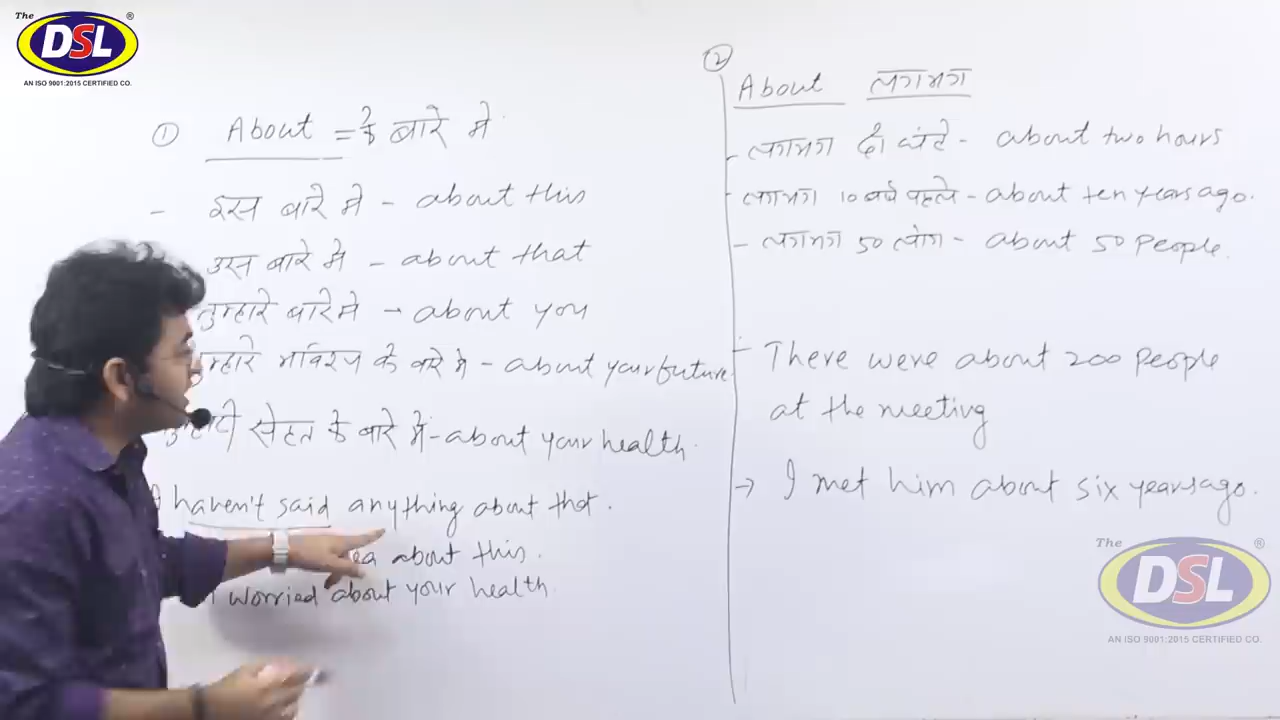 The ®
DSL
AN ISO 9001:2015 CERTIFIED CO.
① About = के बारे मे
- इस बारे मे - about this
उस बारे मे - about that
तुम्हारे बारे मे - about you
तुम्हारे भविष्य के बारे मे - about your future
सेहत के बारे में - about your health.
haven't said anything about that.
about this.
worried about your health
②
About लगभग
- लगभग दो घंटे - about two hours
- लगभग 10 वर्ष पहले - about ten years ago.
- लगभग 50 लोग - about 50 people.
- There were about 200 people
at the meeting
→ I met him about six years ago.
The ®
DSL
AN ISO 9001:2015 CERTIFIED CO.